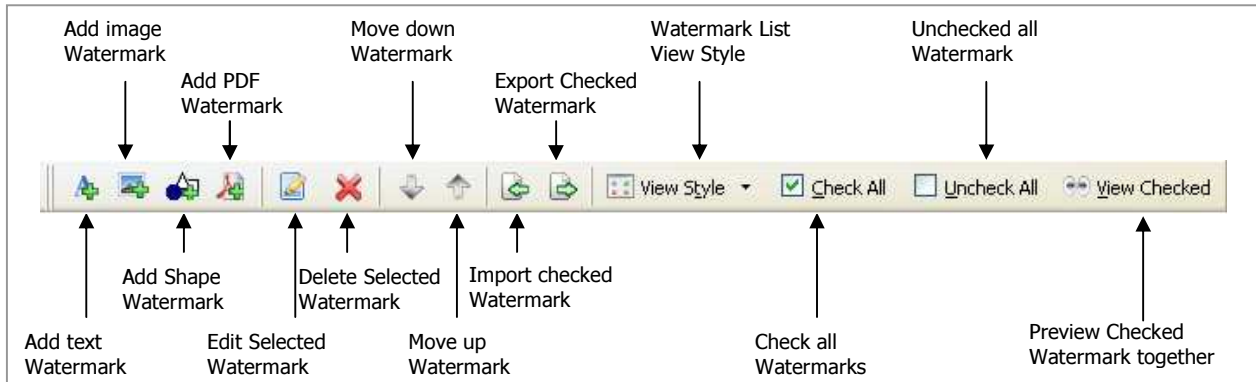 Add image
Watermark
Move down
Watermark
Watermark List
View Style
Unchecked all
Watermark
Add PDF
Watermark
Export Checked
Watermark
View Style
Check All
Uncheck All
View Checked
Add Shape
Watermark
Delete Selected
Watermark
Import checked
Watermark
Add text
Watermark
Edit Selected
Watermark
Move up
Watermark
Check all
Watermarks
Preview Checked
Watermark together